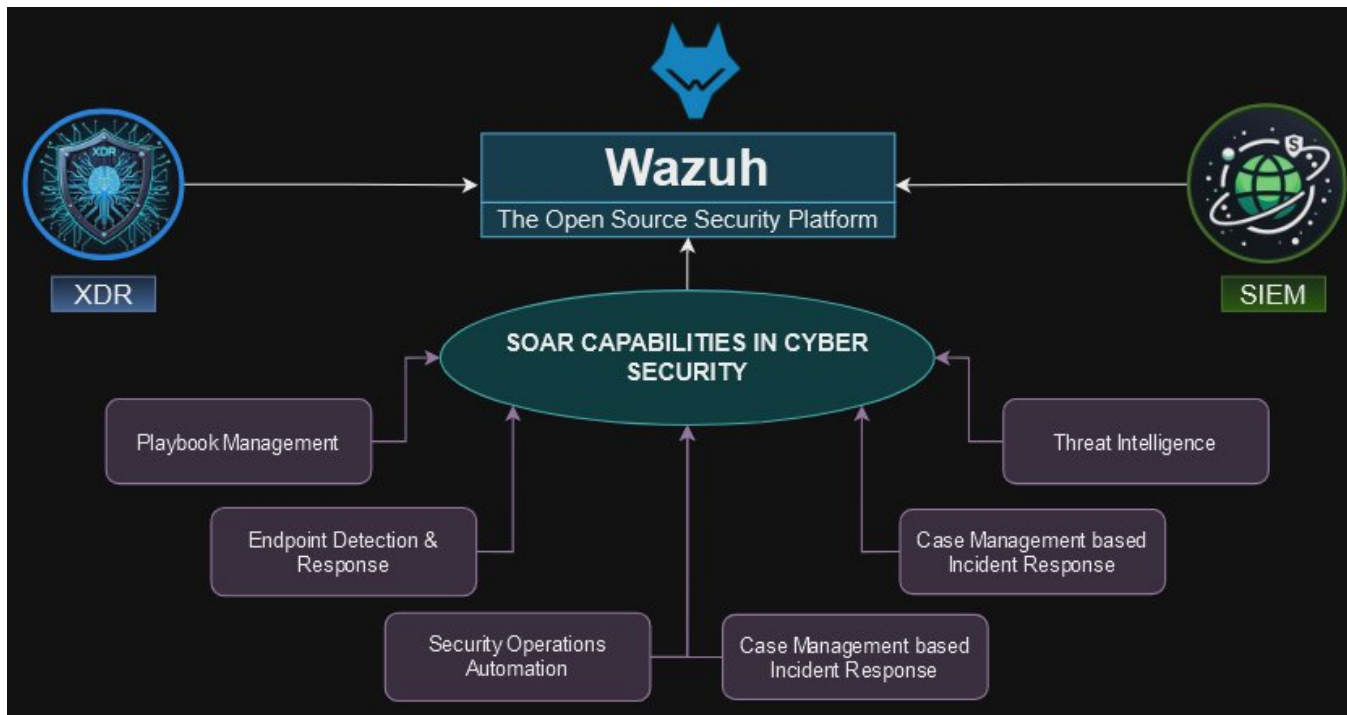 XDR
Wazuh
The Open Source Security Platform
S
XDR
SIEM
SOAR CAPABILITIES IN CYBER
SECURITY
Playbook Management
Threat Intelligence
Endpoint Detection &
Response
Case Management based
Incident Response
Security Operations
Automation
Case Management based
Incident Response